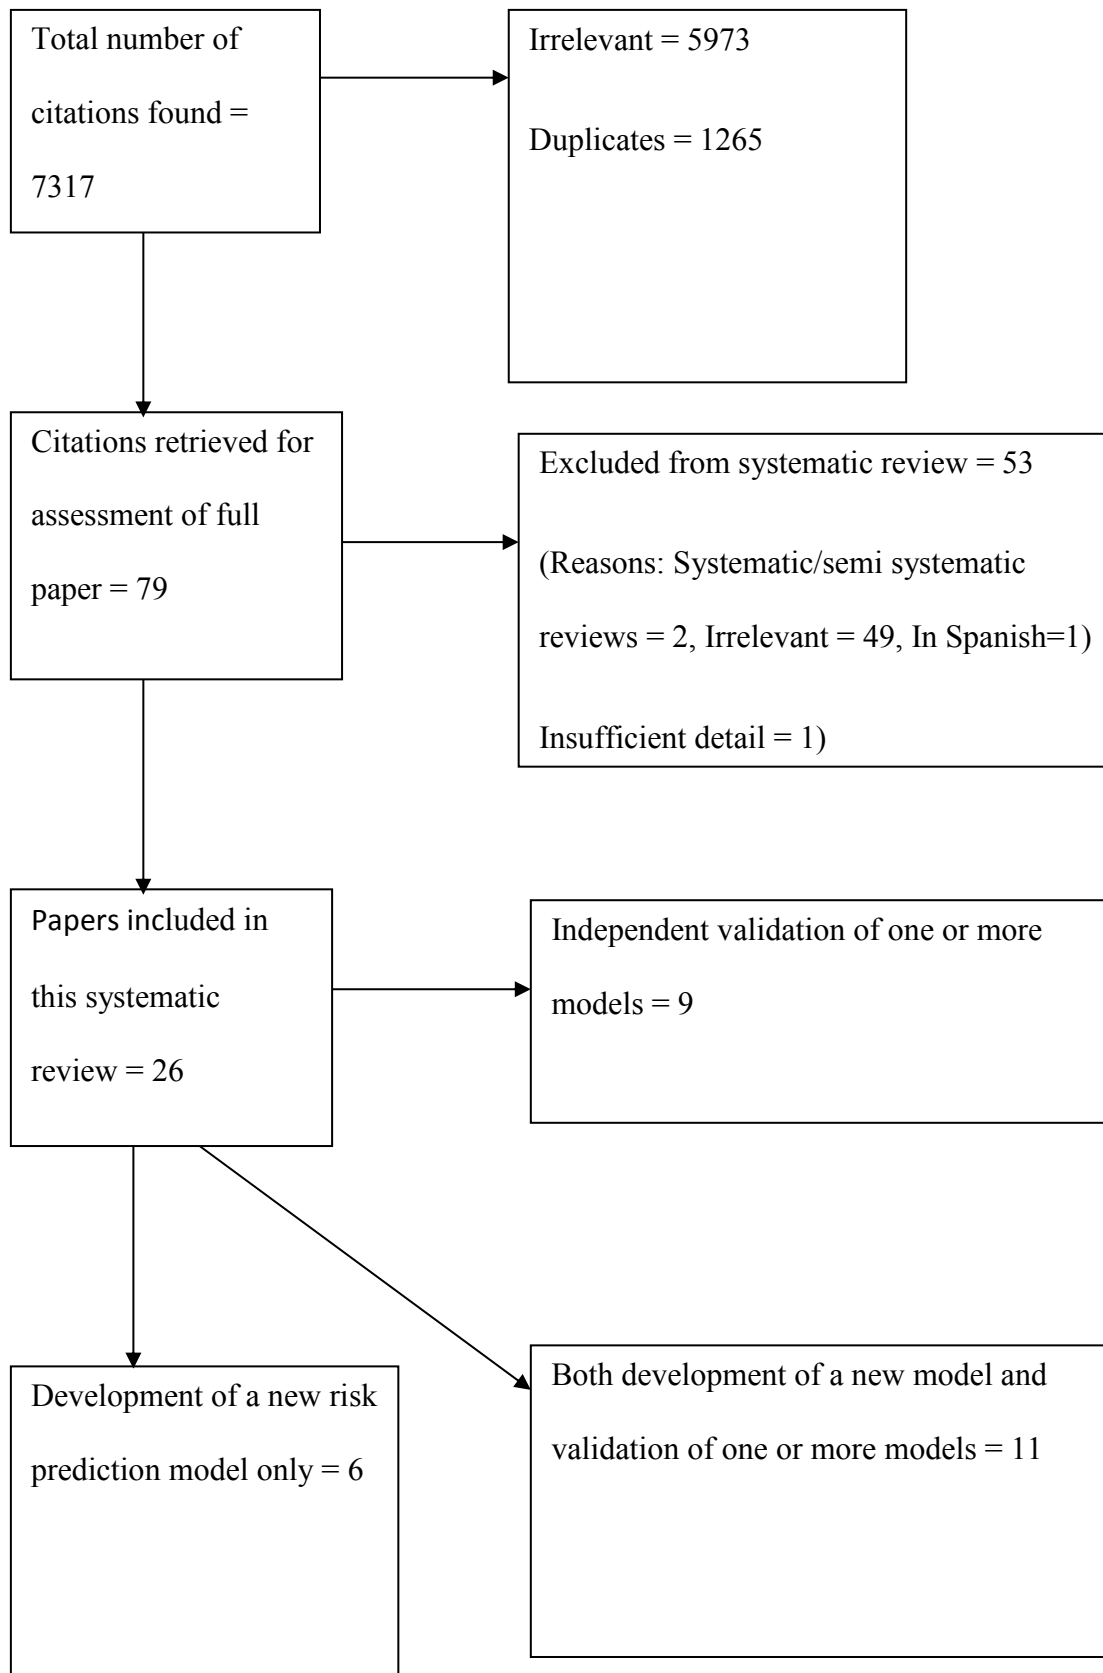 Total number of
citations found =
7317
Irrelevant = 5973
Duplicates = 1265
Citations retrieved for
assessment of full
paper = 79
Excluded from systematic review = 53
(Reasons: Systematic/semi systematic
reviews = 2, Irrelevant = 49, In Spanish=1)
Insufficient detail = 1)
Papers included in
this systematic
review = 26
Independent validation of one or more
models = 9
Development of a new risk
prediction model only = 6
Both development of a new model and
validation of one or more models = 11